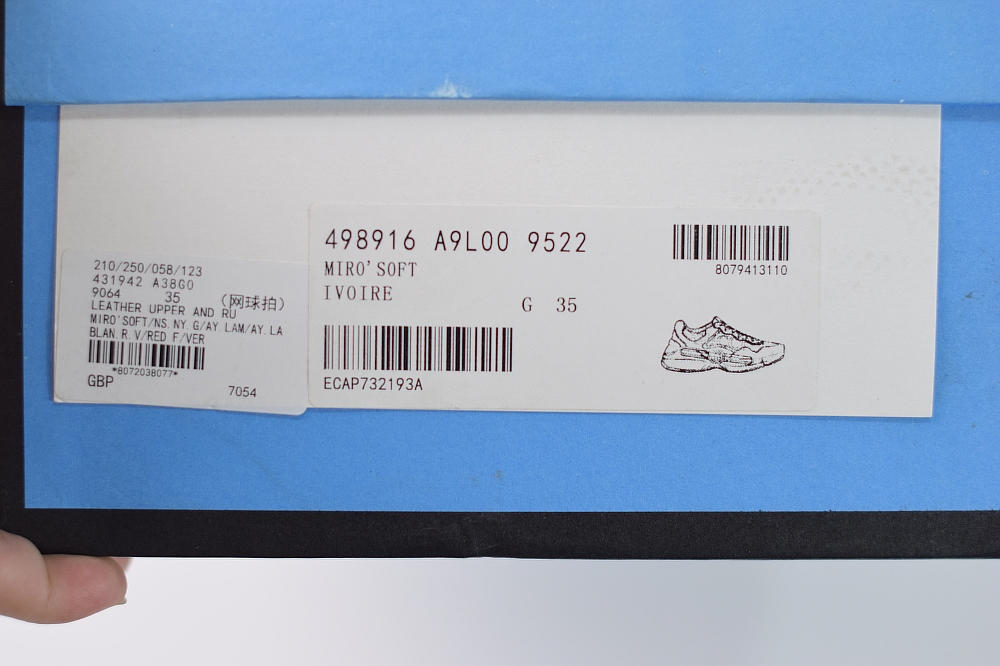 210/250/058/123
431942 A38G0
9064 35 (网球拍)
LEATHER UPPER AND RU
MIRO'SOFT/NS.NY.G/AY.LAM/AY.LA
BLAN.R.V/RED F/VER
*8072038077*
GBP 7054
498916 A9L00 9522
MIRO'SOFT
IVOIRE
G 35
ECAP732193A
8079413110